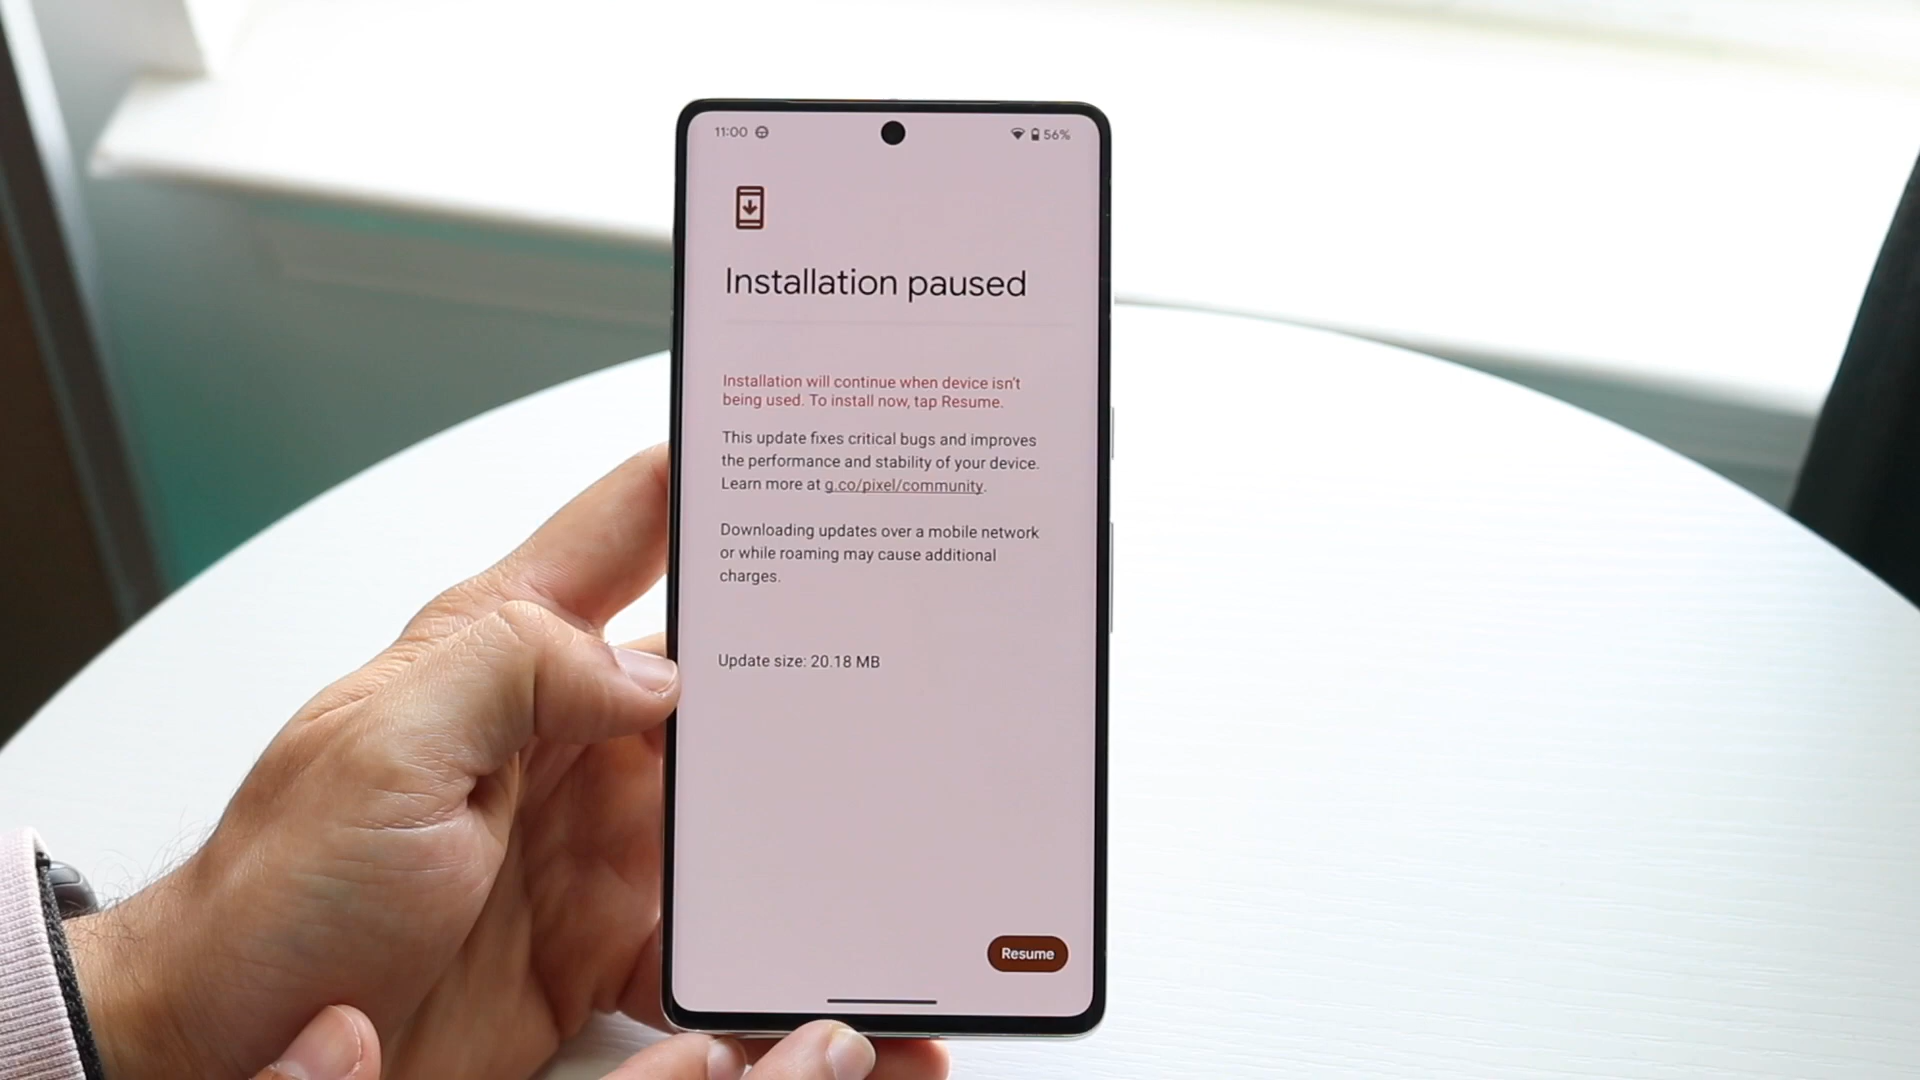 11:00
56%
Installation paused
Installation will continue when device isn't
being used. To install now, tap Resume.
This update fixes critical bugs and improves
the performance and stability of your device.
Learn more at g.co/pixel/community.
Downloading updates over a mobile network
or while roaming may cause additional
charges.
Update size: 20.18 MB
Resume